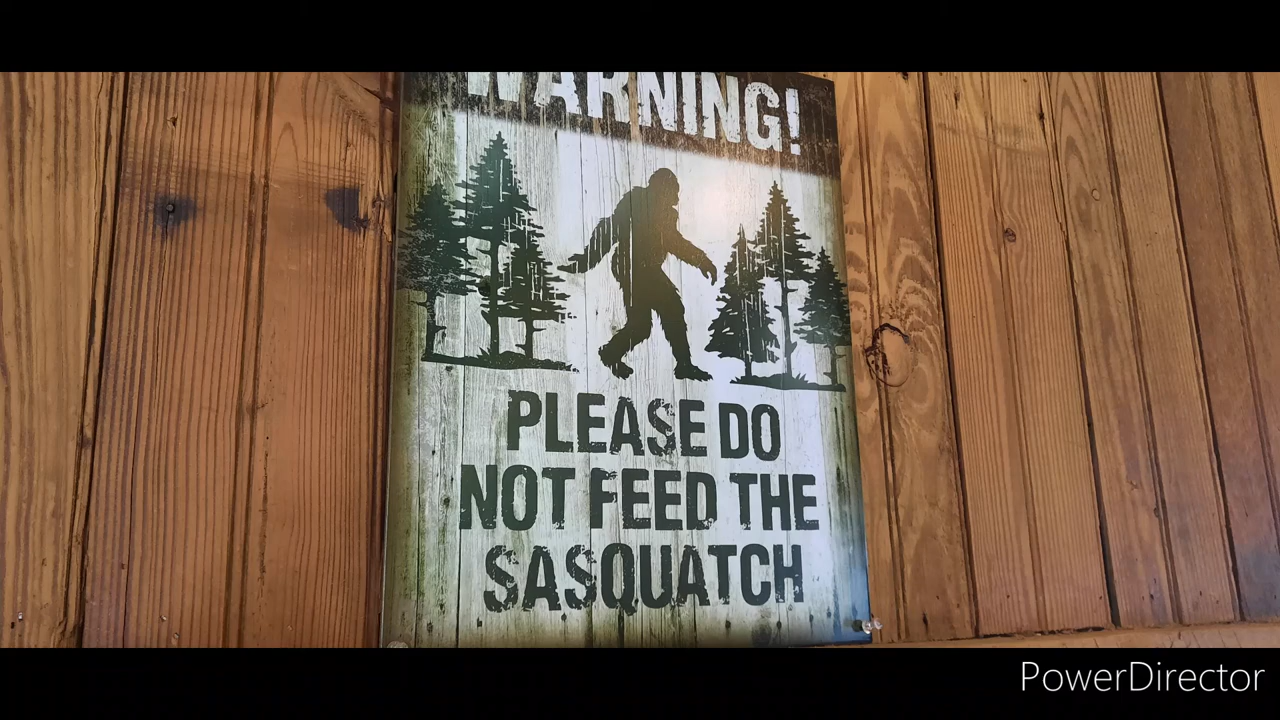 WARNING!
PLEASE DO
NOT FEED THE
SASQUATCH
PowerDirector